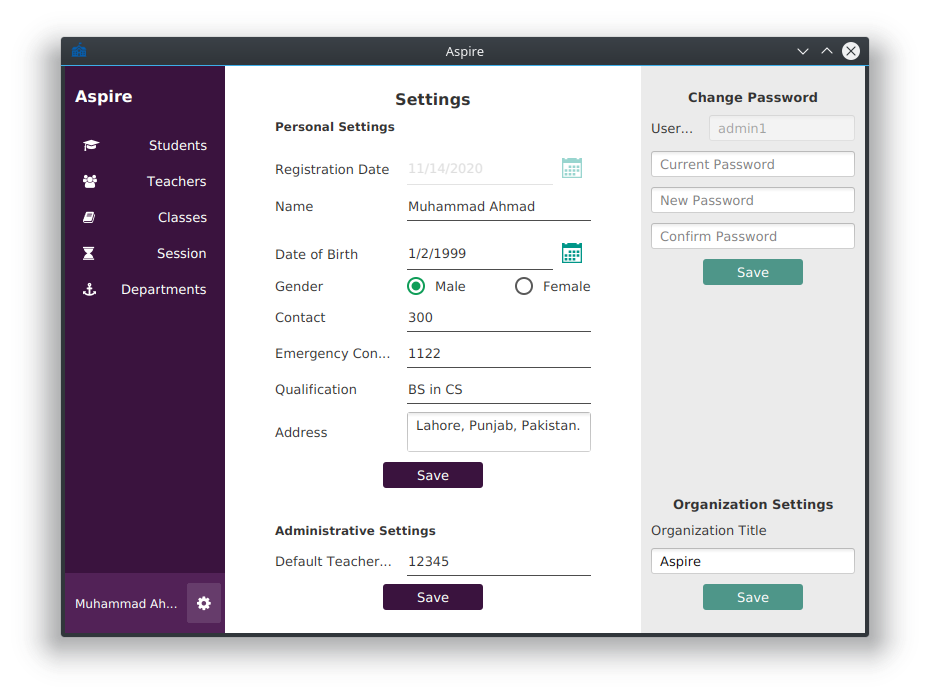 Aspire
Aspire
Students
Teachers
Classes
Session
Departments
Muhammad Ah...
Settings
Personal Settings
Registration Date 11/14/2020
Name Muhammad Ahmad
Date of Birth 1/2/1999
Gender Male Female
Contact 300
Emergency Con... 1122
Qualification BS in CS
Address Lahore, Punjab, Pakistan.
Save
Administrative Settings
Default Teacher... 12345
Save
Change Password
User... admin1
Current Password
New Password
Confirm Password
Save
Organization Settings
Organization Title
Aspire
Save